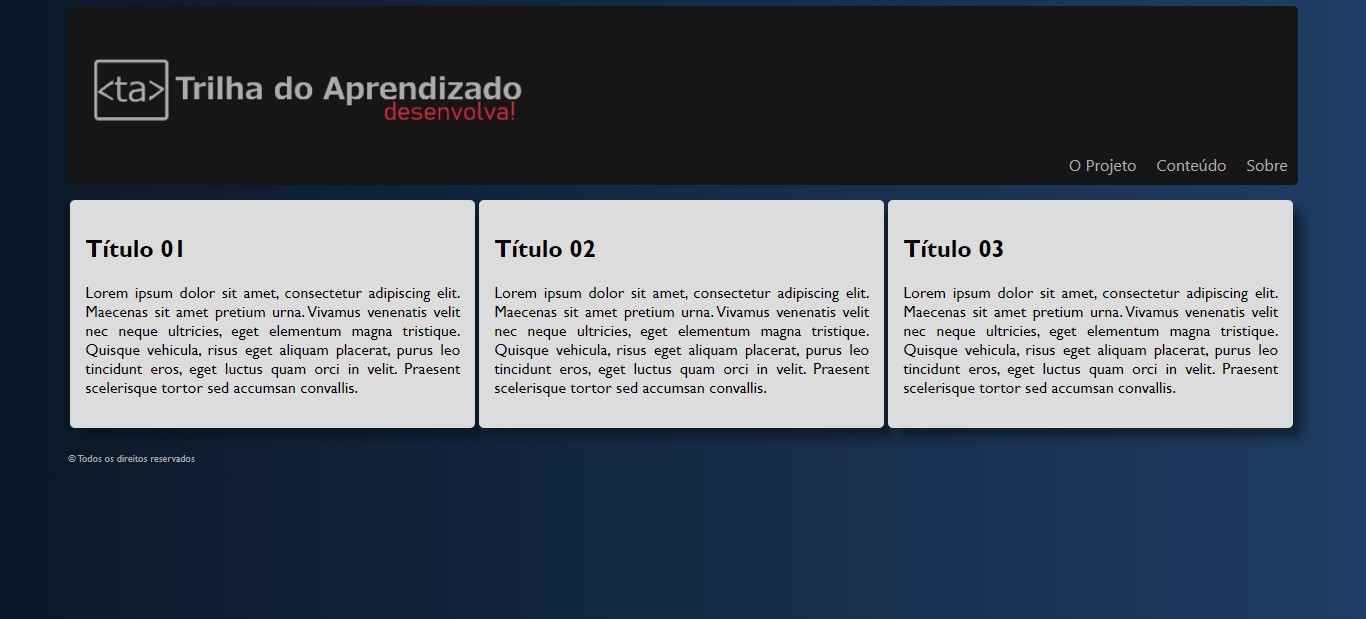 <ta> Trilha do Aprendizado
desenvolva!
O Projeto Conteúdo Sobre
Título 01
Lorem ipsum dolor sit amet, consectetur adipiscing elit.
Maecenas sit amet pretium urna. Vivamus venenatis velit
nec neque ultricies, eget elementum magna tristique.
Quisque vehicula, risus eget aliquam placerat, purus leo
tincidunt eros, eget luctus quam orci in velit. Praesent
scelerisque tortor sed accumsan convallis.
Título 02
Lorem ipsum dolor sit amet, consectetur adipiscing elit.
Maecenas sit amet pretium urna. Vivamus venenatis velit
nec neque ultricies, eget elementum magna tristique.
Quisque vehicula, risus eget aliquam placerat, purus leo
tincidunt eros, eget luctus quam orci in velit. Praesent
scelerisque tortor sed accumsan convallis.
Título 03
Lorem ipsum dolor sit amet, consectetur adipiscing elit.
Maecenas sit amet pretium urna. Vivamus venenatis velit
nec neque ultricies, eget elementum magna tristique.
Quisque vehicula, risus eget aliquam placerat, purus leo
tincidunt eros, eget luctus quam orci in velit. Praesent
scelerisque tortor sed accumsan convallis.
© Todos os direitos reservados